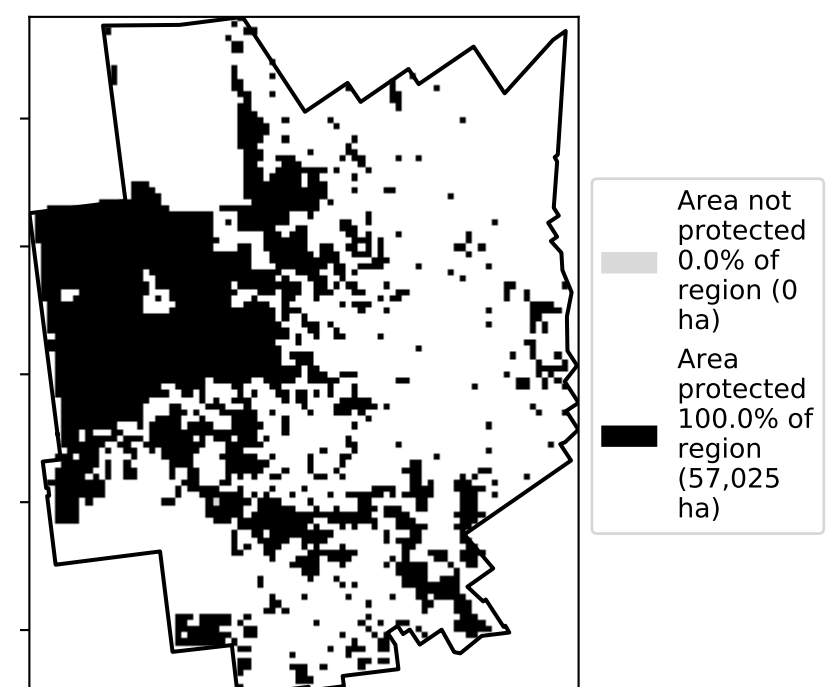 Area not
protected
0.0% of
region (0
ha)
Area
protected
100.0% of
region
(57,025
ha)